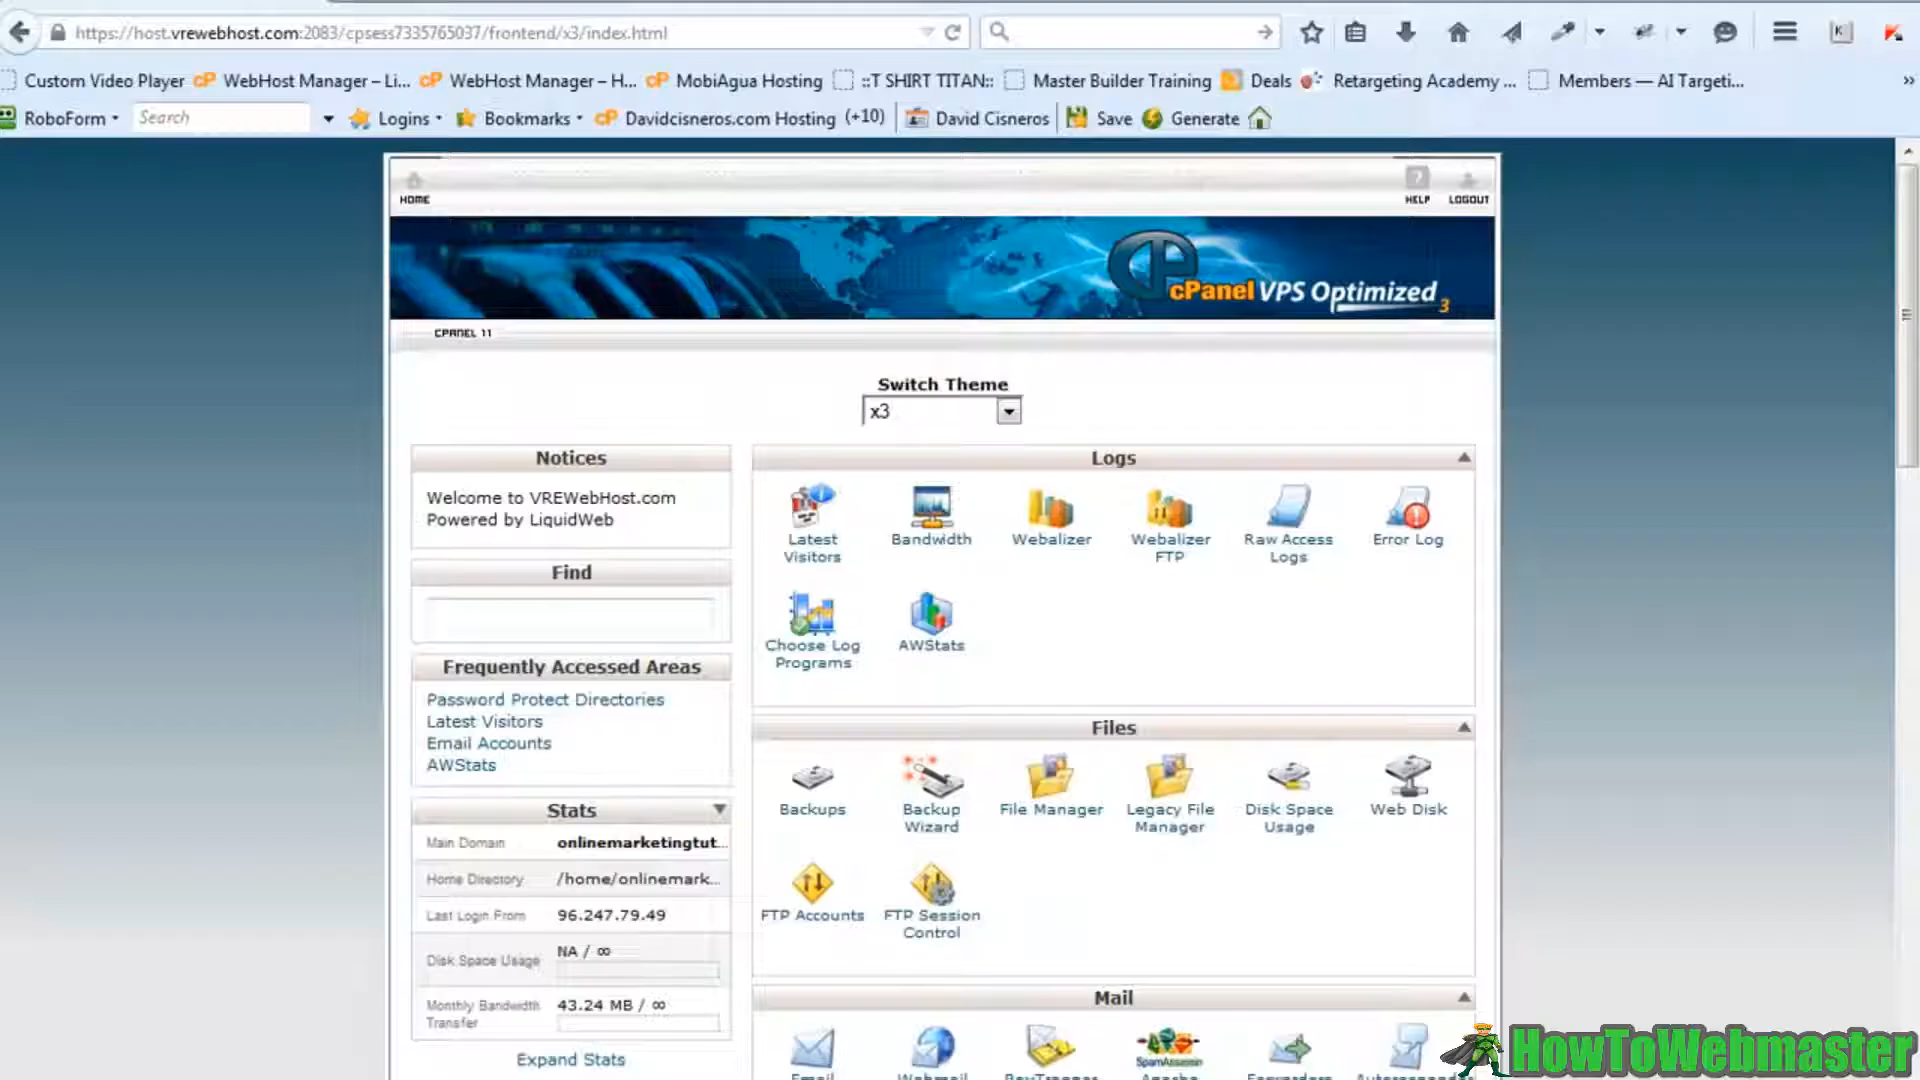 https://host.vrewebhost.com:2083/cpsess7335765037/frontend/x3/index.html
Custom Video Player
WebHost Manager – Li...
WebHost Manager – H...
MobiAgua Hosting
::T SHIRT TITAN::
Master Builder Training
Deals
Retargeting Academy ...
Members — AI Targeti...
RoboForm
Search
Logins
Bookmarks
Davidcisneros.com Hosting (+10)
David Cisneros
Save
Generate
HOME
HELP
LOGOUT
cPanel VPS Optimized 3
CPANEL 11
Switch Theme
x3
Notices
Welcome to VREWebHost.com
Powered by LiquidWeb
Find
Frequently Accessed Areas
Password Protect Directories
Latest Visitors
Email Accounts
AWStats
Stats
Main Domain onlinemarketingtut...
Home Directory /home/onlinemark...
Last Login From 96.247.79.49
Disk Space Usage NA / ∞
Monthly Bandwidth
Transfer
43.24 MB / ∞
Expand Stats
Logs
Latest
Visitors
Bandwidth
Webalizer
Webalizer
FTP
Raw Access
Logs
Error Log
Choose Log
Programs
AWStats
Files
Backups
Backup
Wizard
File Manager
Legacy File
Manager
Disk Space
Usage
Web Disk
FTP Accounts
FTP Session
Control
Mail
Email
Webmail
BoxTrapper
SpamAssassin
Apache
Forwarders
HowToWebmaster